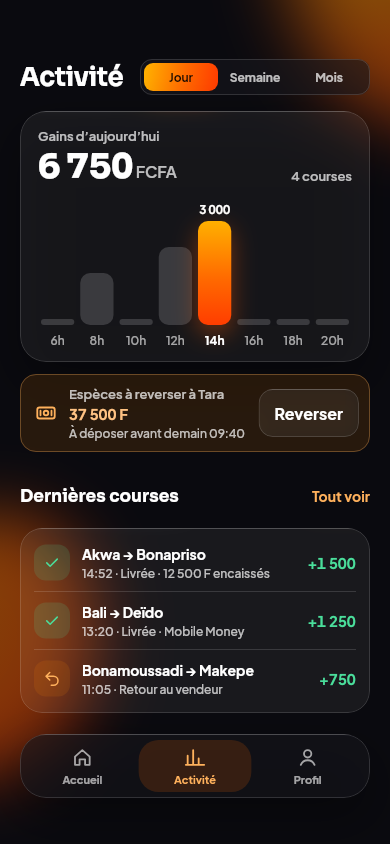 Activité
Jour
Semaine
Mois
Gains d’aujourd’hui
6 750 FCFA
4 courses
3 000
6h
8h
10h
12h
14h
16h
18h
20h
Espèces à reverser à Tara
37 500 F
À déposer avant demain 09:40
Reverser
Dernières courses
Tout voir
Akwa → Bonapriso
14:52 · Livrée · 12 500 F encaissés
+1 500
Bali → Deïdo
13:20 · Livrée · Mobile Money
+1 250
Bonamoussadi → Makepe
11:05 · Retour au vendeur
+750
Accueil
Activité
Profil